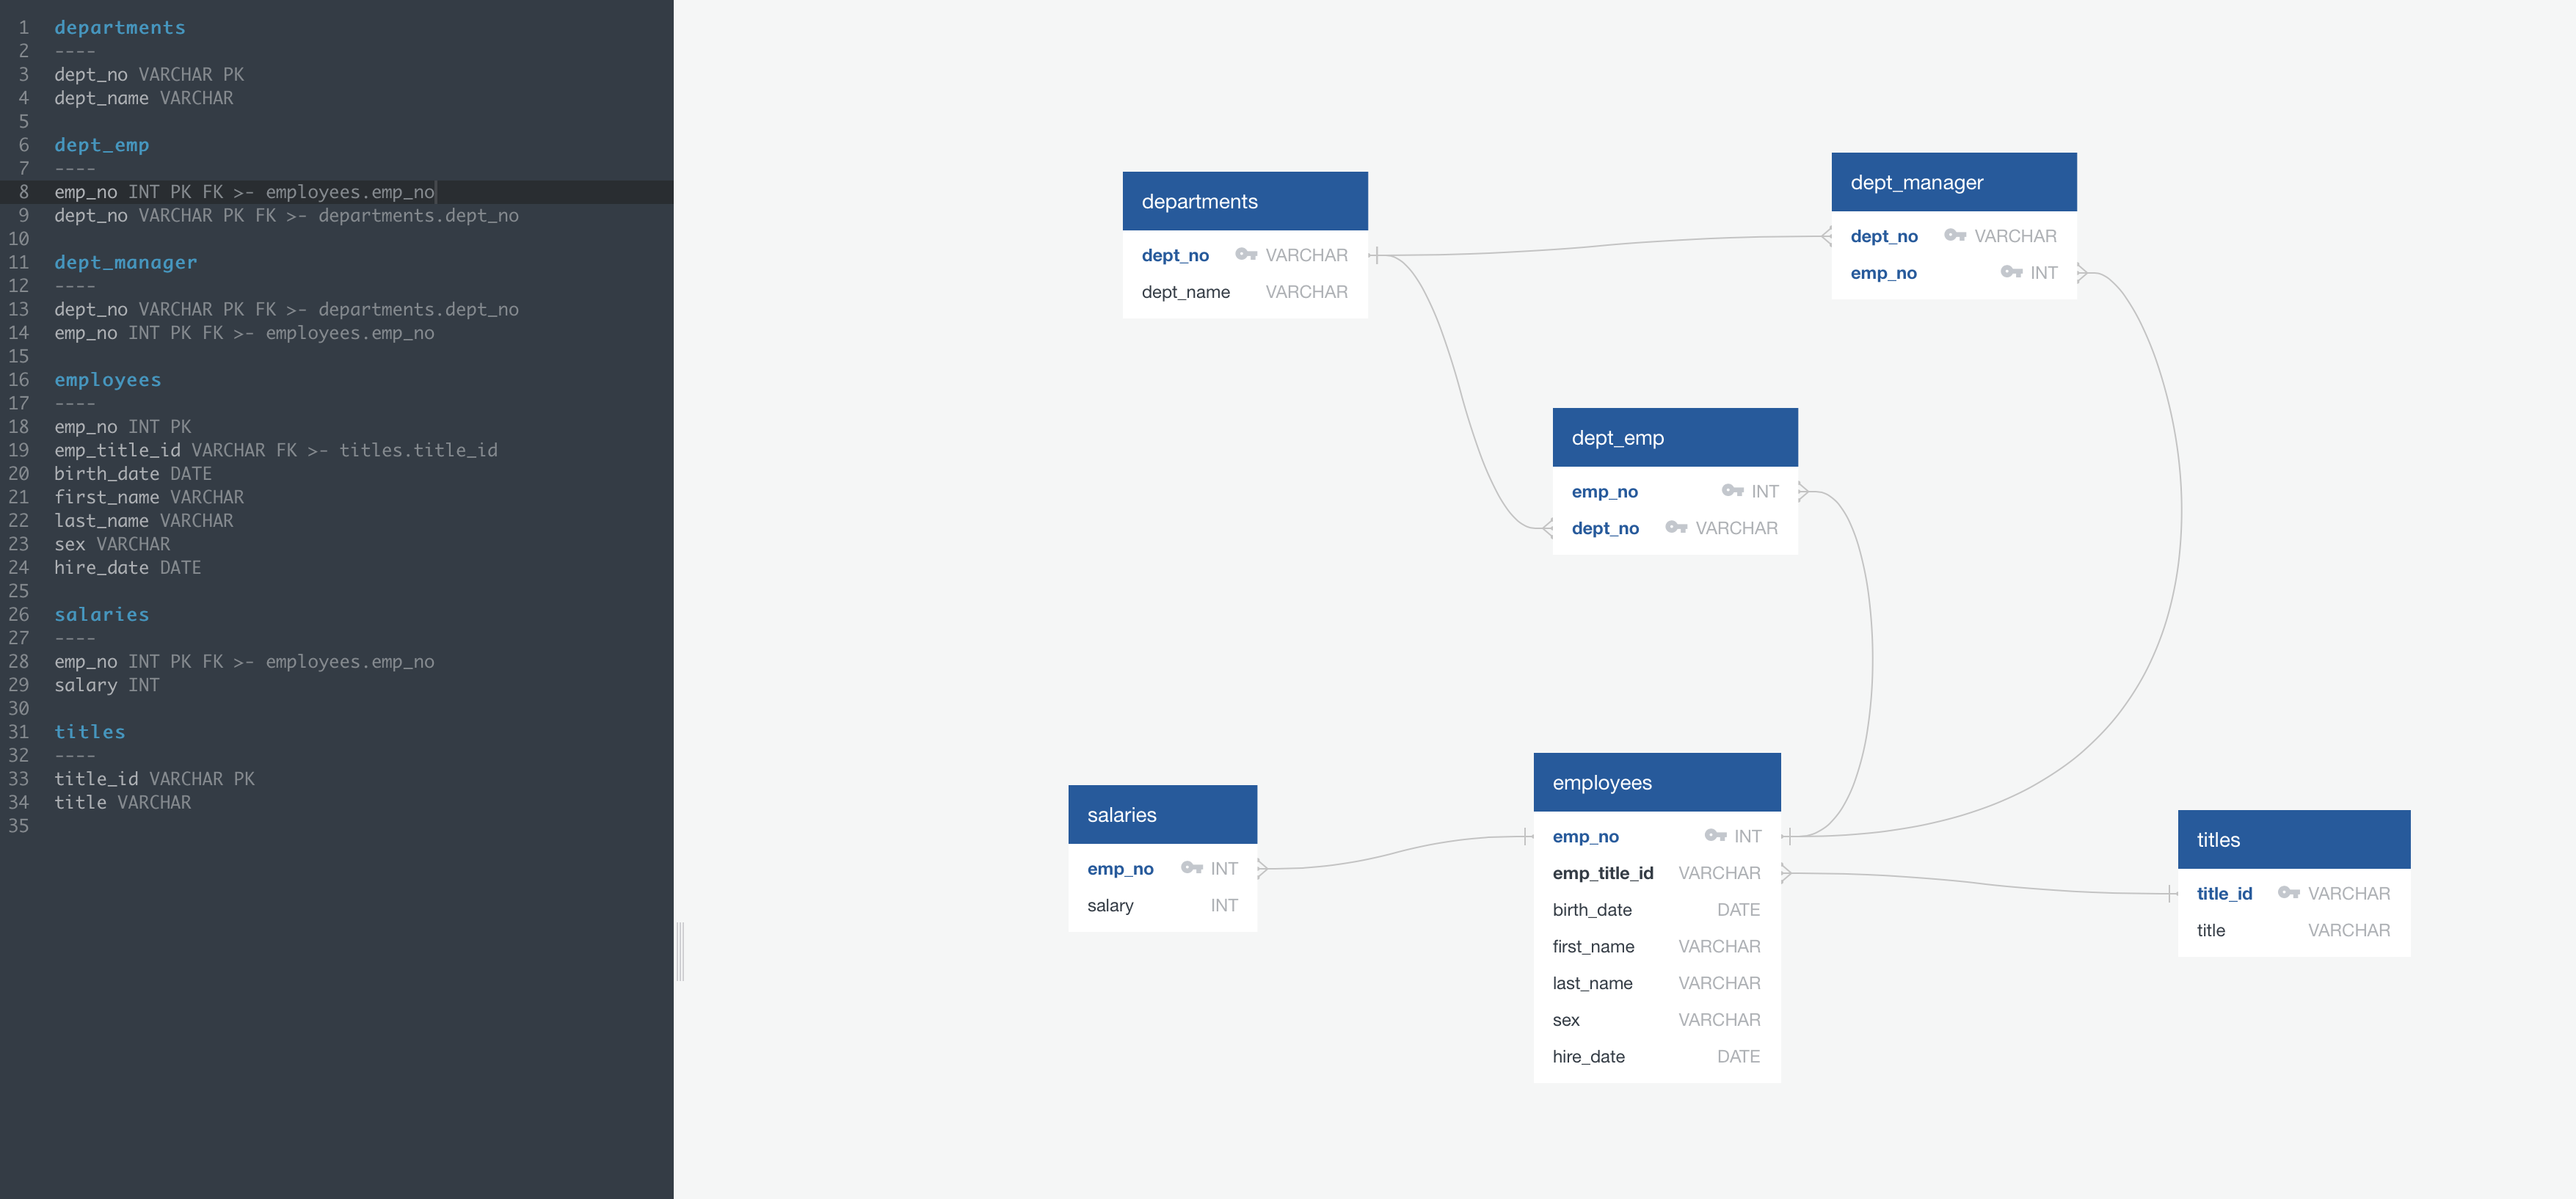 1 departments
2 ----
3 dept_no VARCHAR PK
4 dept_name VARCHAR
5
6 dept_emp
7 ----
8 emp_no INT PK FK >- employees.emp_no
9 dept_no VARCHAR PK FK >- departments.dept_no
10
11 dept_manager
12 ----
13 dept_no VARCHAR PK FK >- departments.dept_no
14 emp_no INT PK FK >- employees.emp_no
15
16 employees
17 ----
18 emp_no INT PK
19 emp_title_id VARCHAR FK >- titles.title_id
20 birth_date DATE
21 first_name VARCHAR
22 last_name VARCHAR
23 sex VARCHAR
24 hire_date DATE
25
26 salaries
27 ----
28 emp_no INT PK FK >- employees.emp_no
29 salary INT
30
31 titles
32 ----
33 title_id VARCHAR PK
34 title VARCHAR
35
departments
dept_no VARCHAR
dept_name VARCHAR
dept_manager
dept_no VARCHAR
emp_no INT
dept_emp
emp_no INT
dept_no VARCHAR
salaries
emp_no INT
salary INT
employees
emp_no INT
emp_title_id VARCHAR
birth_date DATE
first_name VARCHAR
last_name VARCHAR
sex VARCHAR
hire_date DATE
titles
title_id VARCHAR
title VARCHAR